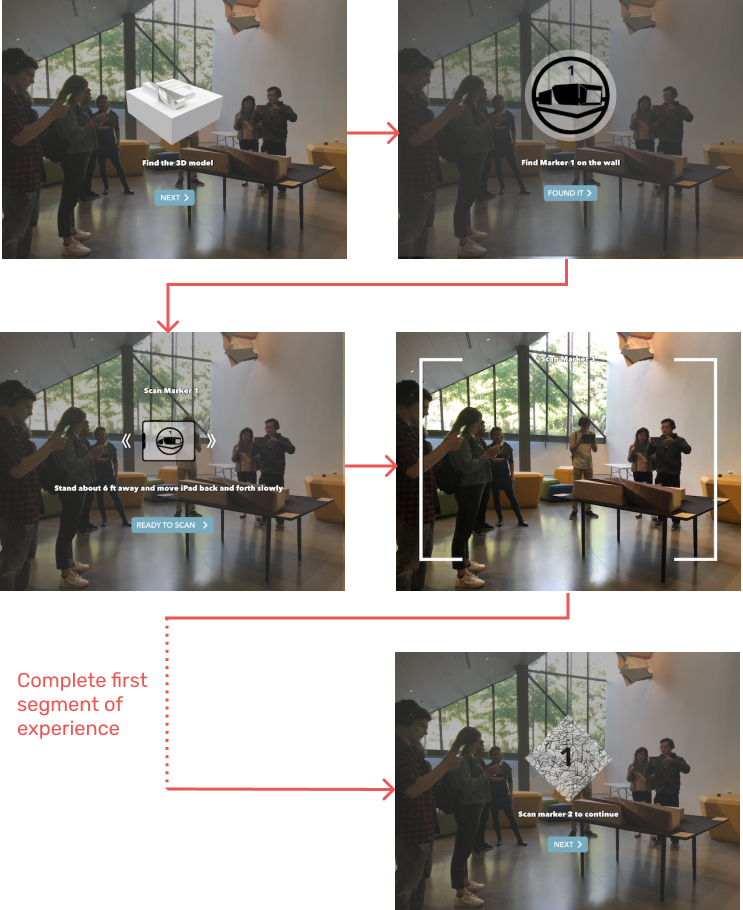 Find the 3D model
NEXT
1
Find Marker 1 on the wall
FOUND IT
Scan Marker 1
1
Stand about 6 ft away and move iPad back and forth slowly
READY TO SCAN
Scan Marker 1
Complete first
segment of
experience
1
Scan marker 2 to continue
NEXT